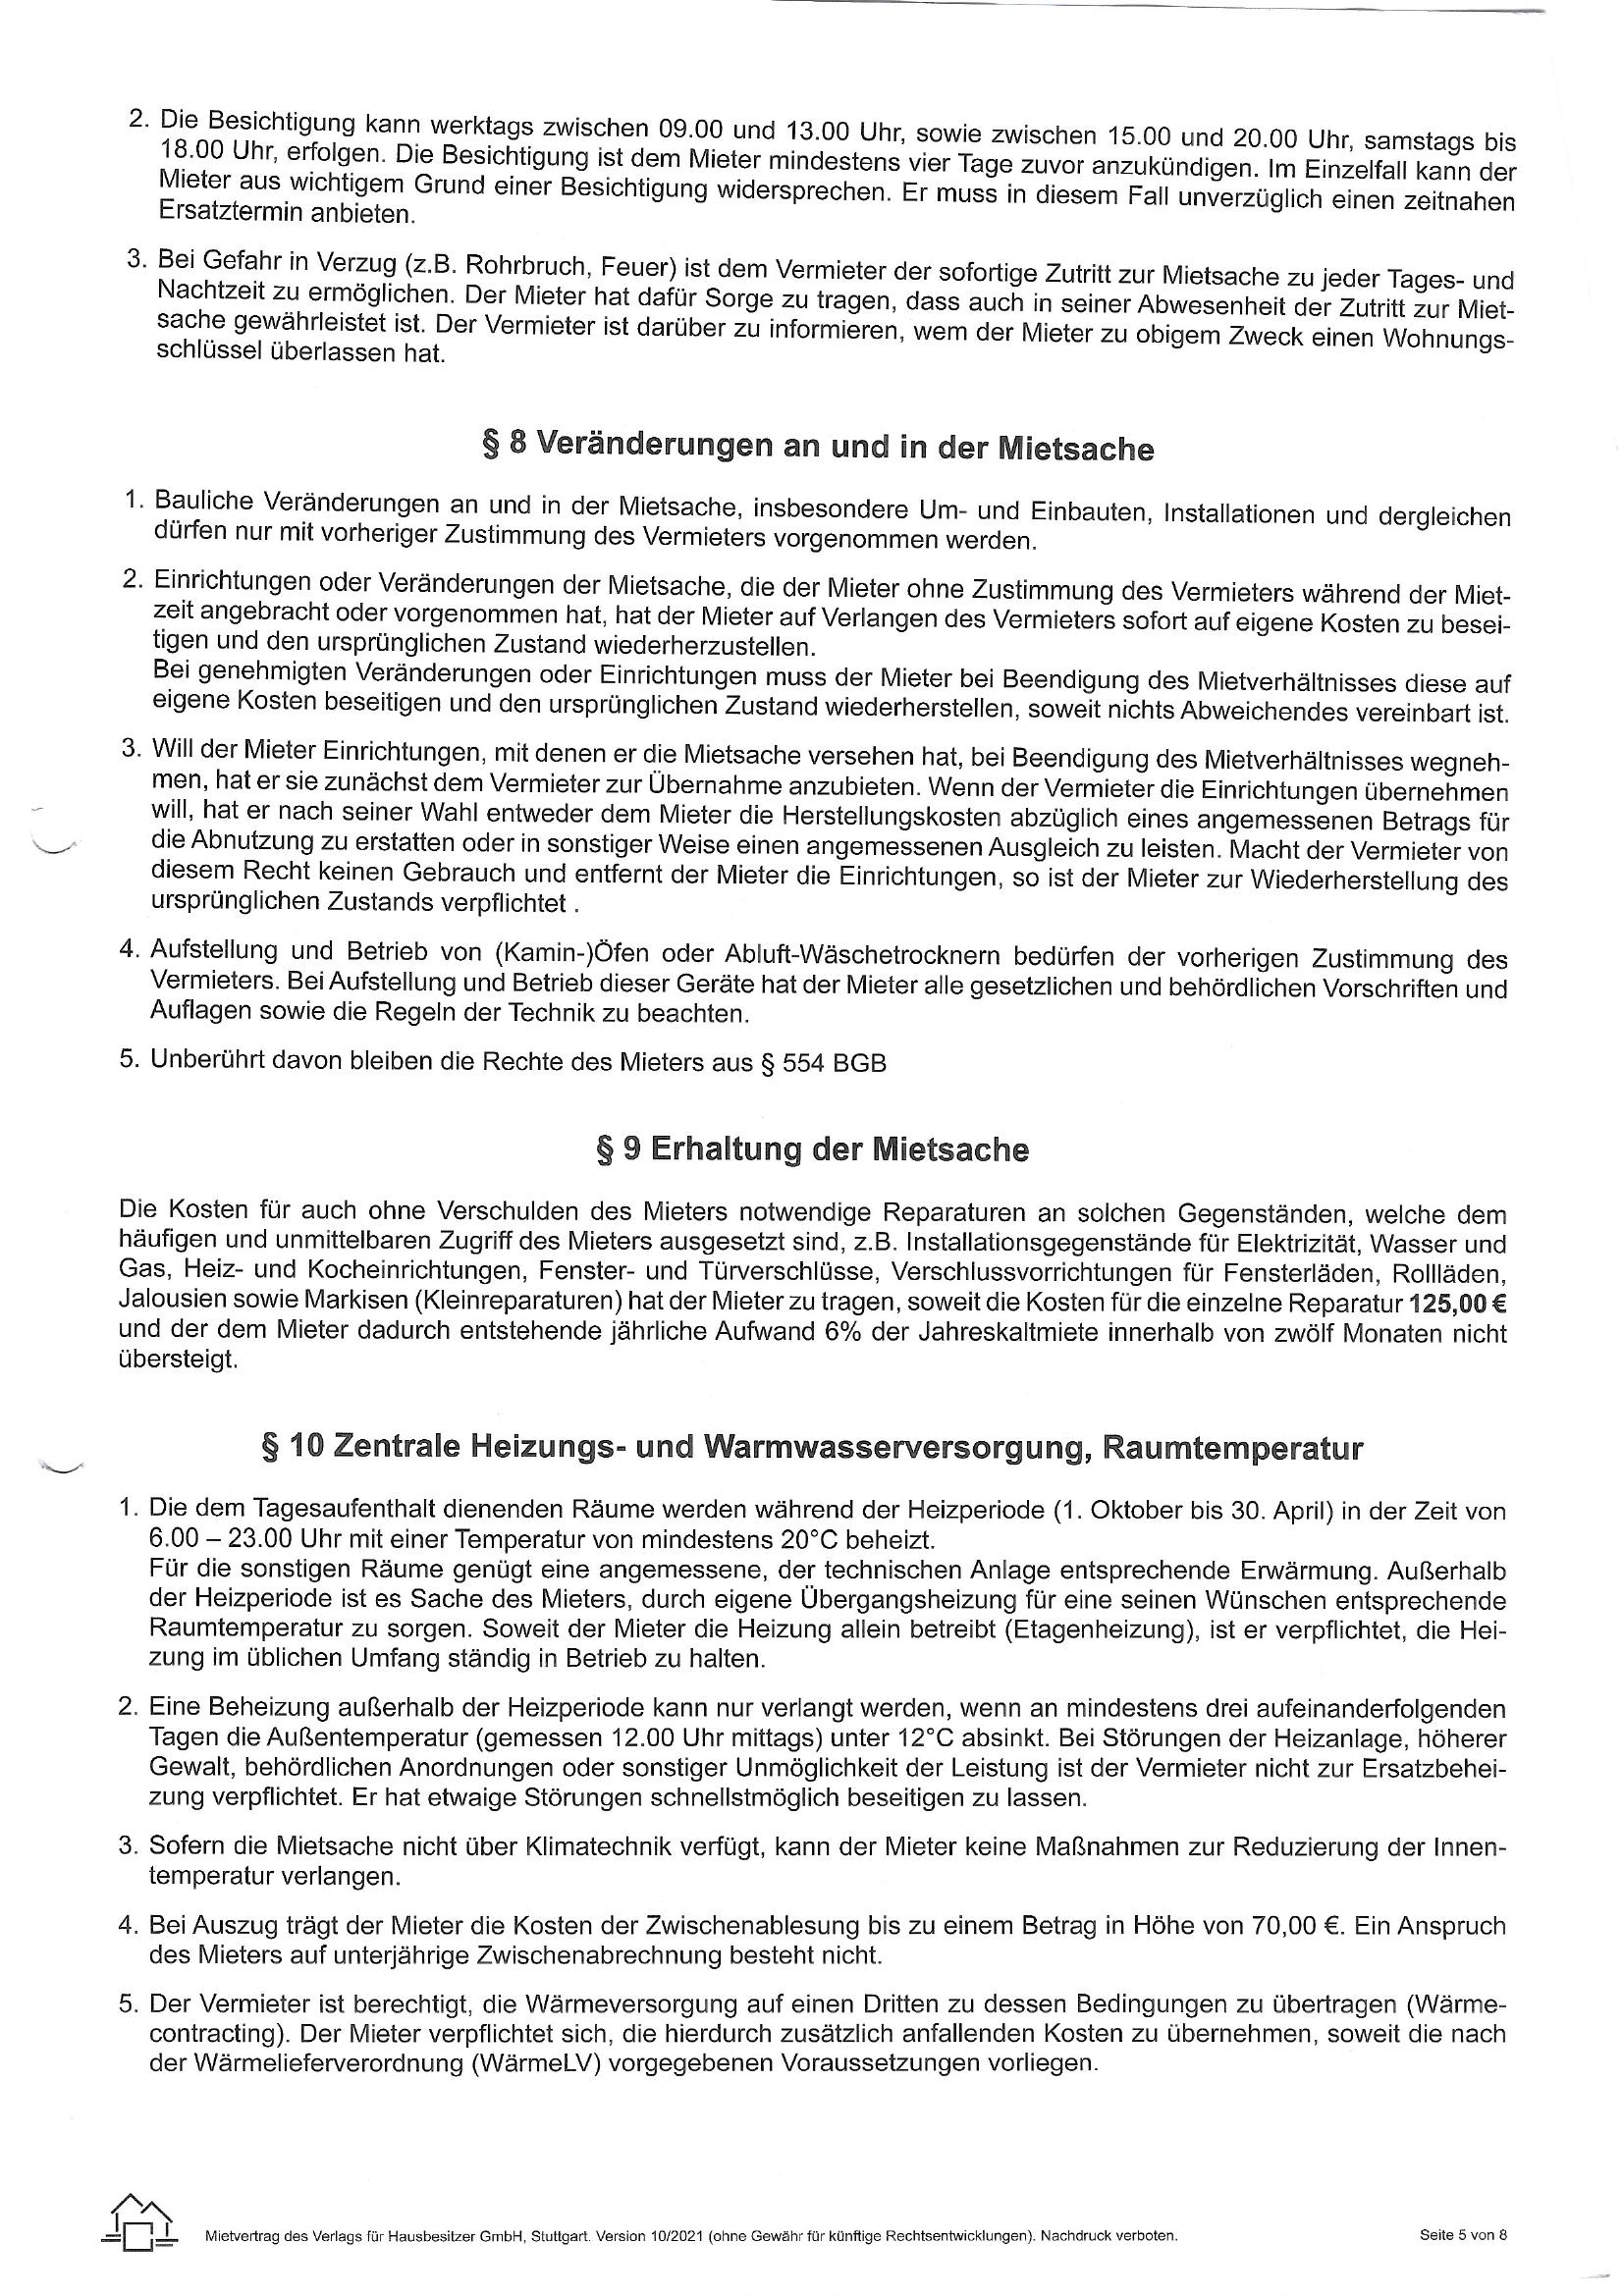 2. Die Besichtigung kann werktags zwischen 09.00 und 13.00 Uhr, sowie zwischen 15.00 und 20.00 Uhr, samstags bis
18.00 Uhr, erfolgen. Die Besichtigung ist dem Mieter mindestens vier Tage zuvor anzukündigen. Im Einzelfall kann der
Mieter aus wichtigem Grund einer Besichtigung widersprechen. Er muss in diesem Fall unverzüglich einen zeitnahen
Ersatztermin anbieten.
3. Bei Gefahr in Verzug (z.B. Rohrbruch, Feuer) ist dem Vermieter der sofortige Zutritt zur Mietsache zu jeder Tages- und
Nachtzeit zu ermöglichen. Der Mieter hat dafür Sorge zu tragen, dass auch in seiner Abwesenheit der Zutritt zur Miet-
sache gewährleistet ist. Der Vermieter ist darüber zu informieren, wem der Mieter zu obigem Zweck einen Wohnungs-
schlüssel überlassen hat.
§ 8 Veränderungen an und in der Mietsache
1. Bauliche Veränderungen an und in der Mietsache, insbesondere Um- und Einbauten, Installationen und dergleichen
dürfen nur mit vorheriger Zustimmung des Vermieters vorgenommen werden.
2. Einrichtungen oder Veränderungen der Mietsache, die der Mieter ohne Zustimmung des Vermieters während der Miet-
zeit angebracht oder vorgenommen hat, hat der Mieter auf Verlangen des Vermieters sofort auf eigene Kosten zu besei-
tigen und den ursprünglichen Zustand wiederherzustellen.
Bei genehmigten Veränderungen oder Einrichtungen muss der Mieter bei Beendigung des Mietverhältnisses diese auf
eigene Kosten beseitigen und den ursprünglichen Zustand wiederherstellen, soweit nichts Abweichendes vereinbart ist.
3. Will der Mieter Einrichtungen, mit denen er die Mietsache versehen hat, bei Beendigung des Mietverhältnisses wegneh-
men, hat er sie zunächst dem Vermieter zur Übernahme anzubieten. Wenn der Vermieter die Einrichtungen übernehmen
will, hat er nach seiner Wahl entweder dem Mieter die Herstellungskosten abzüglich eines angemessenen Betrags für
die Abnutzung zu erstatten oder in sonstiger Weise einen angemessenen Ausgleich zu leisten. Macht der Vermieter von
diesem Recht keinen Gebrauch und entfernt der Mieter die Einrichtungen, so ist der Mieter zur Wiederherstellung des
ursprünglichen Zustands verpflichtet .
4. Aufstellung und Betrieb von (Kamin-)Öfen oder Abluft-Wäschetrocknern bedürfen der vorherigen Zustimmung des
Vermieters. Bei Aufstellung und Betrieb dieser Geräte hat der Mieter alle gesetzlichen und behördlichen Vorschriften und
Auflagen sowie die Regeln der Technik zu beachten.
5. Unberührt davon bleiben die Rechte des Mieters aus § 554 BGB
§ 9 Erhaltung der Mietsache
Die Kosten für auch ohne Verschulden des Mieters notwendige Reparaturen an solchen Gegenständen, welche dem
häufigen und unmittelbaren Zugriff des Mieters ausgesetzt sind, z.B. Installationsgegenstände für Elektrizität, Wasser und
Gas, Heiz- und Kocheinrichtungen, Fenster- und Türverschlüsse, Verschlussvorrichtungen für Fensterläden, Rollläden,
Jalousien sowie Markisen (Kleinreparaturen) hat der Mieter zu tragen, soweit die Kosten für die einzelne Reparatur 125,00 €
und der dem Mieter dadurch entstehende jährliche Aufwand 6% der Jahreskaltmiete innerhalb von zwölf Monaten nicht
übersteigt.
§ 10 Zentrale Heizungs- und Warmwasserversorgung, Raumtemperatur
1. Die dem Tagesaufenthalt dienenden Räume werden während der Heizperiode (1. Oktober bis 30. April) in der Zeit von
6.00 – 23.00 Uhr mit einer Temperatur von mindestens 20°C beheizt.
Für die sonstigen Räume genügt eine angemessene, der technischen Anlage entsprechende Erwärmung. Außerhalb
der Heizperiode ist es Sache des Mieters, durch eigene Übergangsheizung für eine seinen Wünschen entsprechende
Raumtemperatur zu sorgen. Soweit der Mieter die Heizung allein betreibt (Etagenheizung), ist er verpflichtet, die Hei-
zung im üblichen Umfang ständig in Betrieb zu halten.
2. Eine Beheizung außerhalb der Heizperiode kann nur verlangt werden, wenn an mindestens drei aufeinanderfolgenden
Tagen die Außentemperatur (gemessen 12.00 Uhr mittags) unter 12°C absinkt. Bei Störungen der Heizanlage, höherer
Gewalt, behördlichen Anordnungen oder sonstiger Unmöglichkeit der Leistung ist der Vermieter nicht zur Ersatzbehei-
zung verpflichtet. Er hat etwaige Störungen schnellstmöglich beseitigen zu lassen.
3. Sofern die Mietsache nicht über Klimatechnik verfügt, kann der Mieter keine Maßnahmen zur Reduzierung der Innen-
temperatur verlangen.
4. Bei Auszug trägt der Mieter die Kosten der Zwischenablesung bis zu einem Betrag in Höhe von 70,00 €. Ein Anspruch
des Mieters auf unterjährige Zwischenabrechnung besteht nicht.
5. Der Vermieter ist berechtigt, die Wärmeversorgung auf einen Dritten zu dessen Bedingungen zu übertragen (Wärme-
contracting). Der Mieter verpflichtet sich, die hierdurch zusätzlich anfallenden Kosten zu übernehmen, soweit die nach
der Wärmelieferverordnung (WärmeLV) vorgegebenen Voraussetzungen vorliegen.
Mietvertrag des Verlags für Hausbesitzer GmbH, Stuttgart. Version 10/2021 (ohne Gewähr für künftige Rechtsentwicklungen). Nachdruck verboten.
Seite 5 von 8